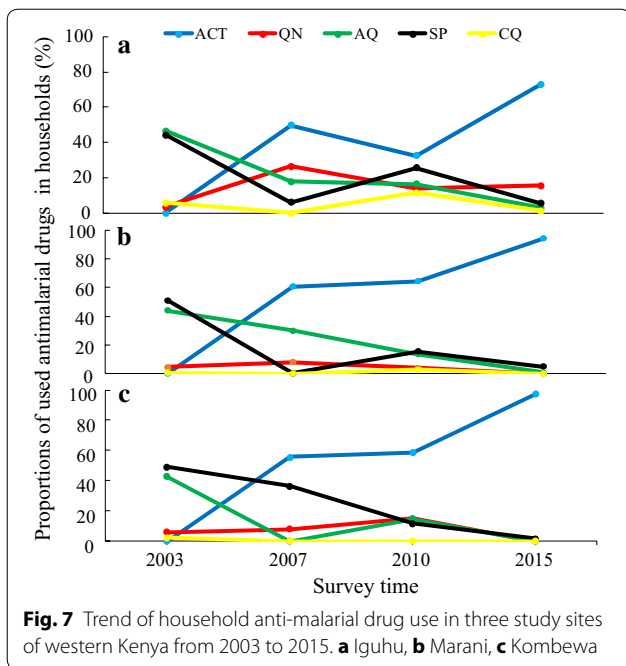 Proportions of used antimalarial drugs in households (%)
ACT QN AQ SP CQ
a
100
80
60
40
20
0
b
100
80
60
40
20
0
c
100
80
60
40
20
0
2003 2007 2010 2015
Survey time
Fig. 7 Trend of household anti-malarial drug use in three study sites
of western Kenya from 2003 to 2015. a Iguhu, b Marani, c Kombewa